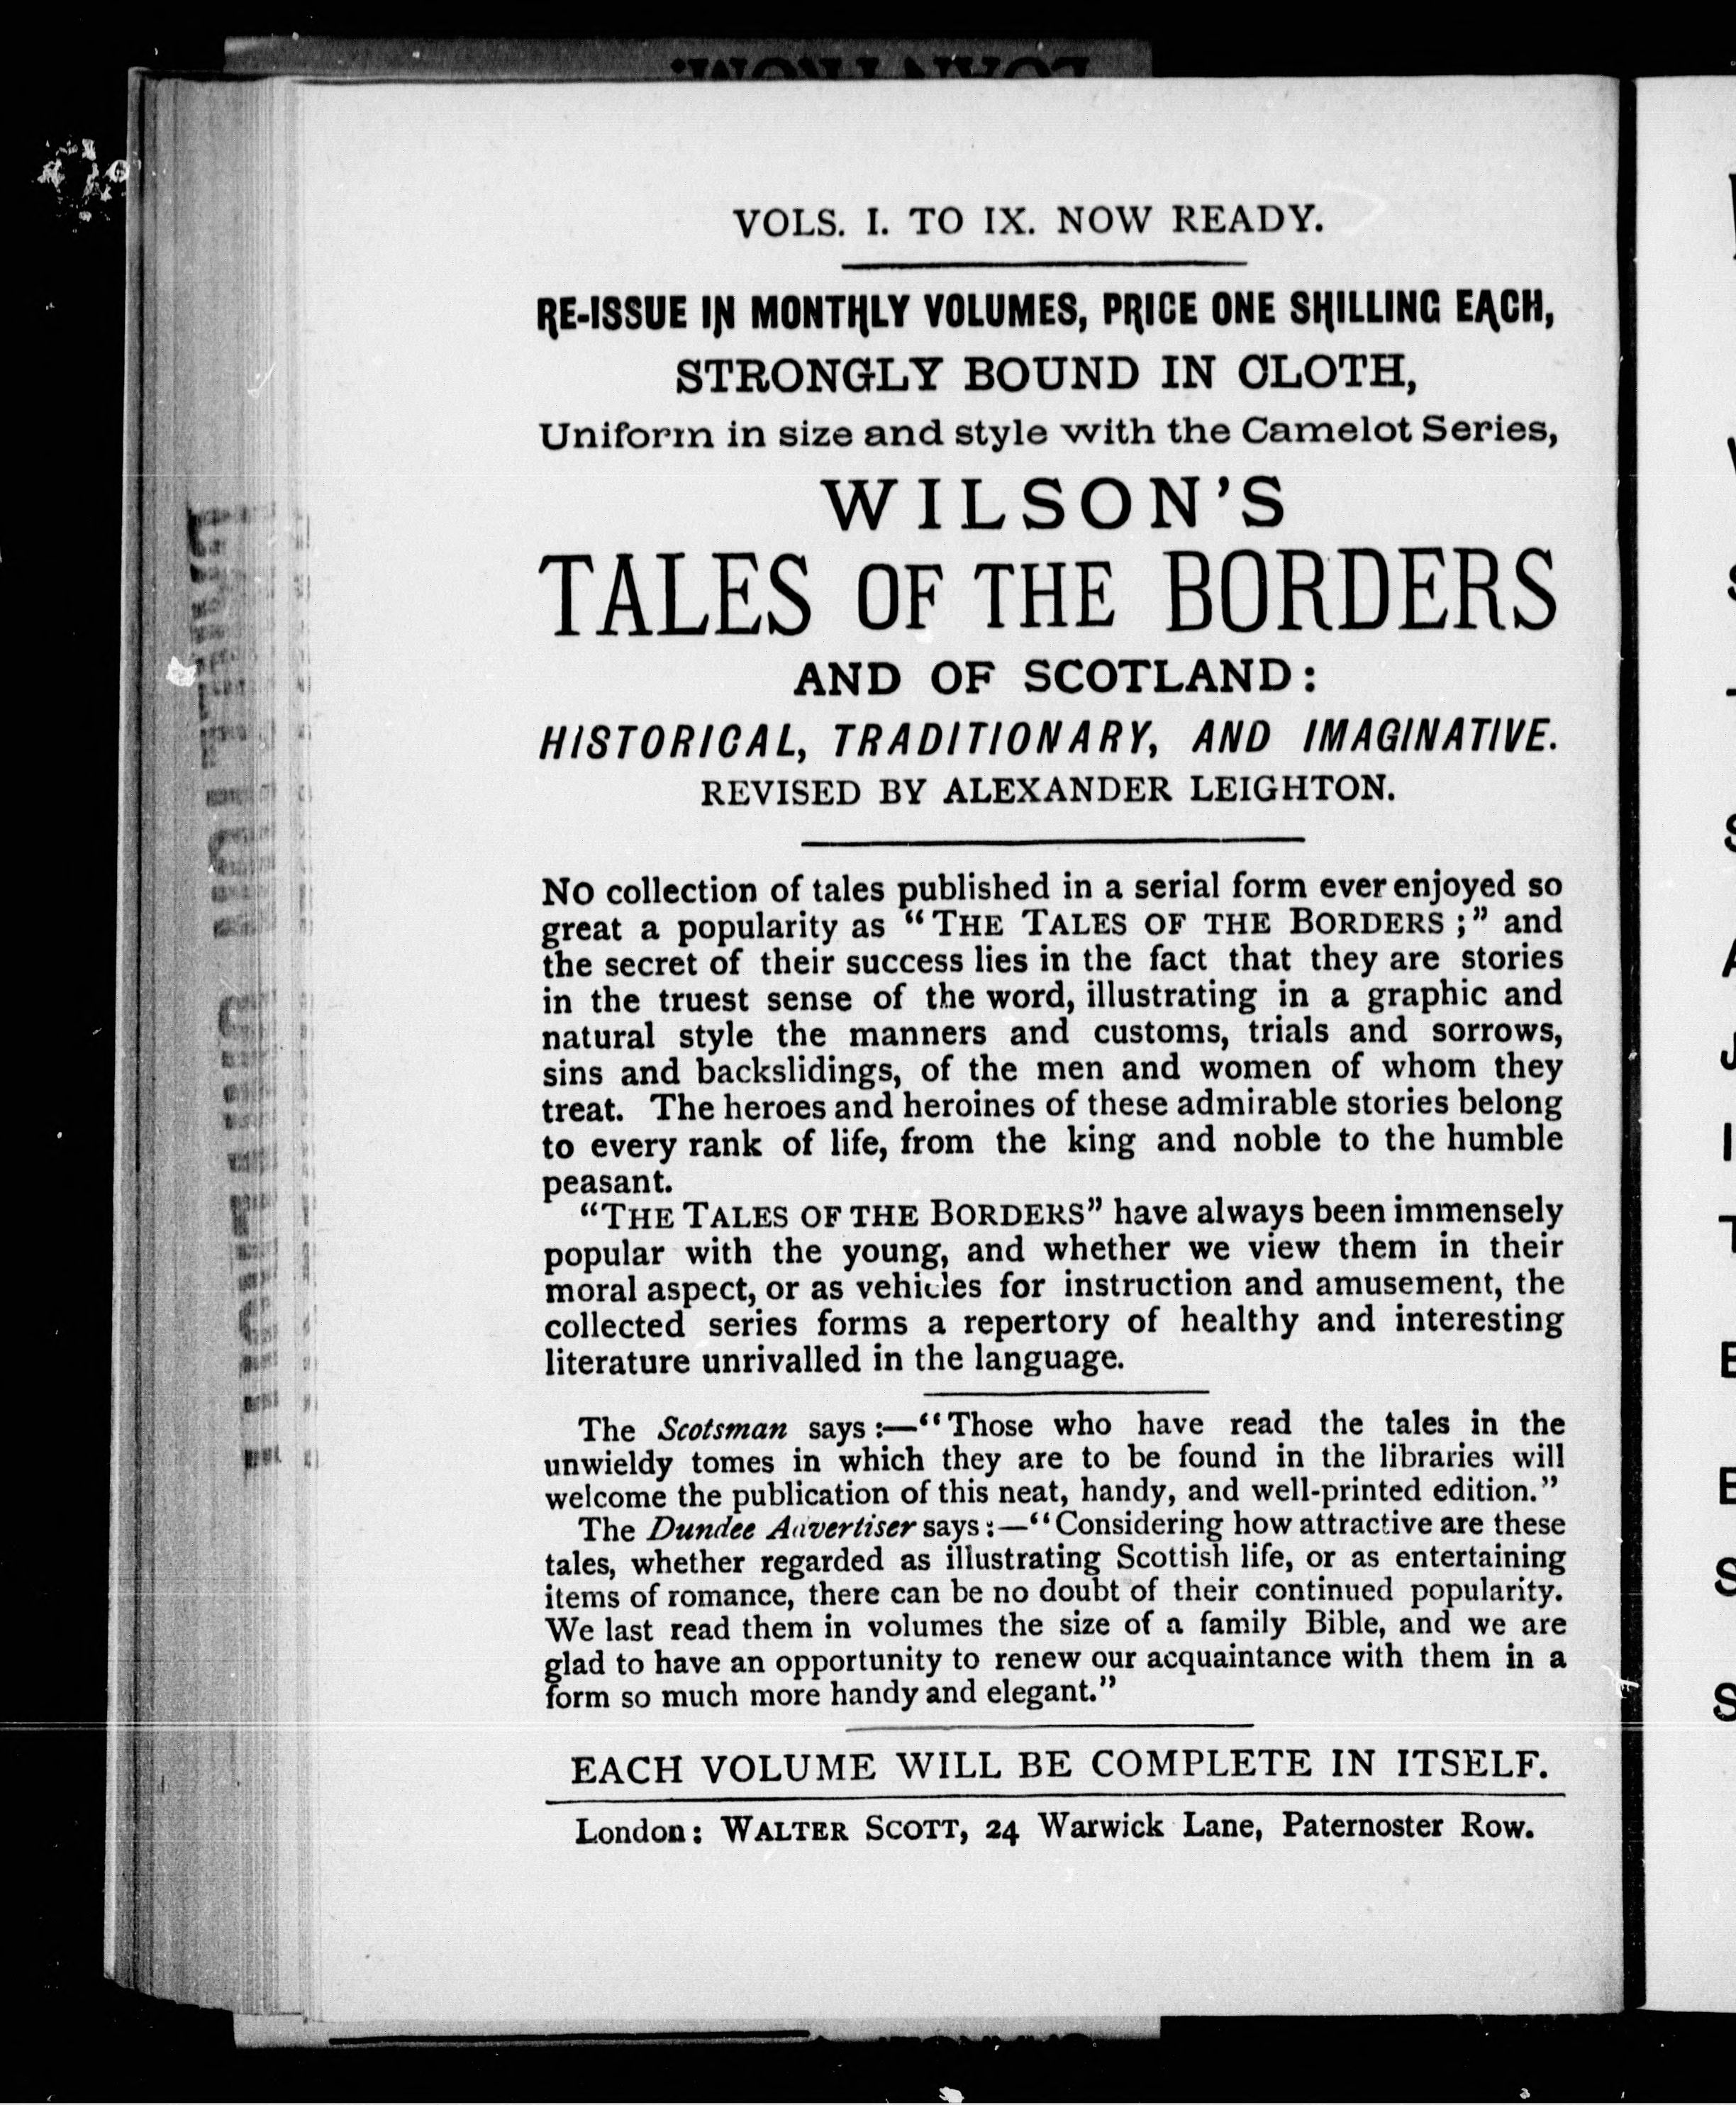 VOLS. I. TO IX. NOW READY.
RE-ISSUE IN MONTHLY VOLUMES, PRICE ONE SHILLING EACH,
STRONGLY BOUND IN CLOTH,
Uniform in size and style with the Camelot Series,
WILSON'S
TALES OF THE BORDERS
AND OF SCOTLAND:
HISTORICAL, TRADITIONARY, AND IMAGINATIVE.
REVISED BY ALEXANDER LEIGHTON.
NO collection of tales published in a serial form ever enjoyed so
great a popularity as "THE TALES OF THE BORDERS;" and
the secret of their success lies in the fact that they are stories
in the truest sense of the word, illustrating in a graphic and
natural style the manners and customs, trials and sorrows,
sins and backslidings, of the men and women of whom they
treat. The heroes and heroines of these admirable stories belong
to every rank of life, from the king and noble to the humble
peasant.
"THE TALES OF THE BORDERS" have always been immensely
popular with the young, and whether we view them in their
moral aspect, or as vehicles for instruction and amusement, the
collected series forms a repertory of healthy and interesting
literature unrivalled in the language.
The Scotsman says:—"Those who have read the tales in the
unwieldy tomes in which they are to be found in the libraries will
welcome the publication of this neat, handy, and well-printed edition."
The Dundee Advertiser says:—"Considering how attractive are these
tales, whether regarded as illustrating Scottish life, or as entertaining
items of romance, there can be no doubt of their continued popularity.
We last read them in volumes the size of a family Bible, and we are
glad to have an opportunity to renew our acquaintance with them in a
form so much more handy and elegant."
EACH VOLUME WILL BE COMPLETE IN ITSELF.
London: WALTER SCOTT, 24 Warwick Lane, Paternoster Row.